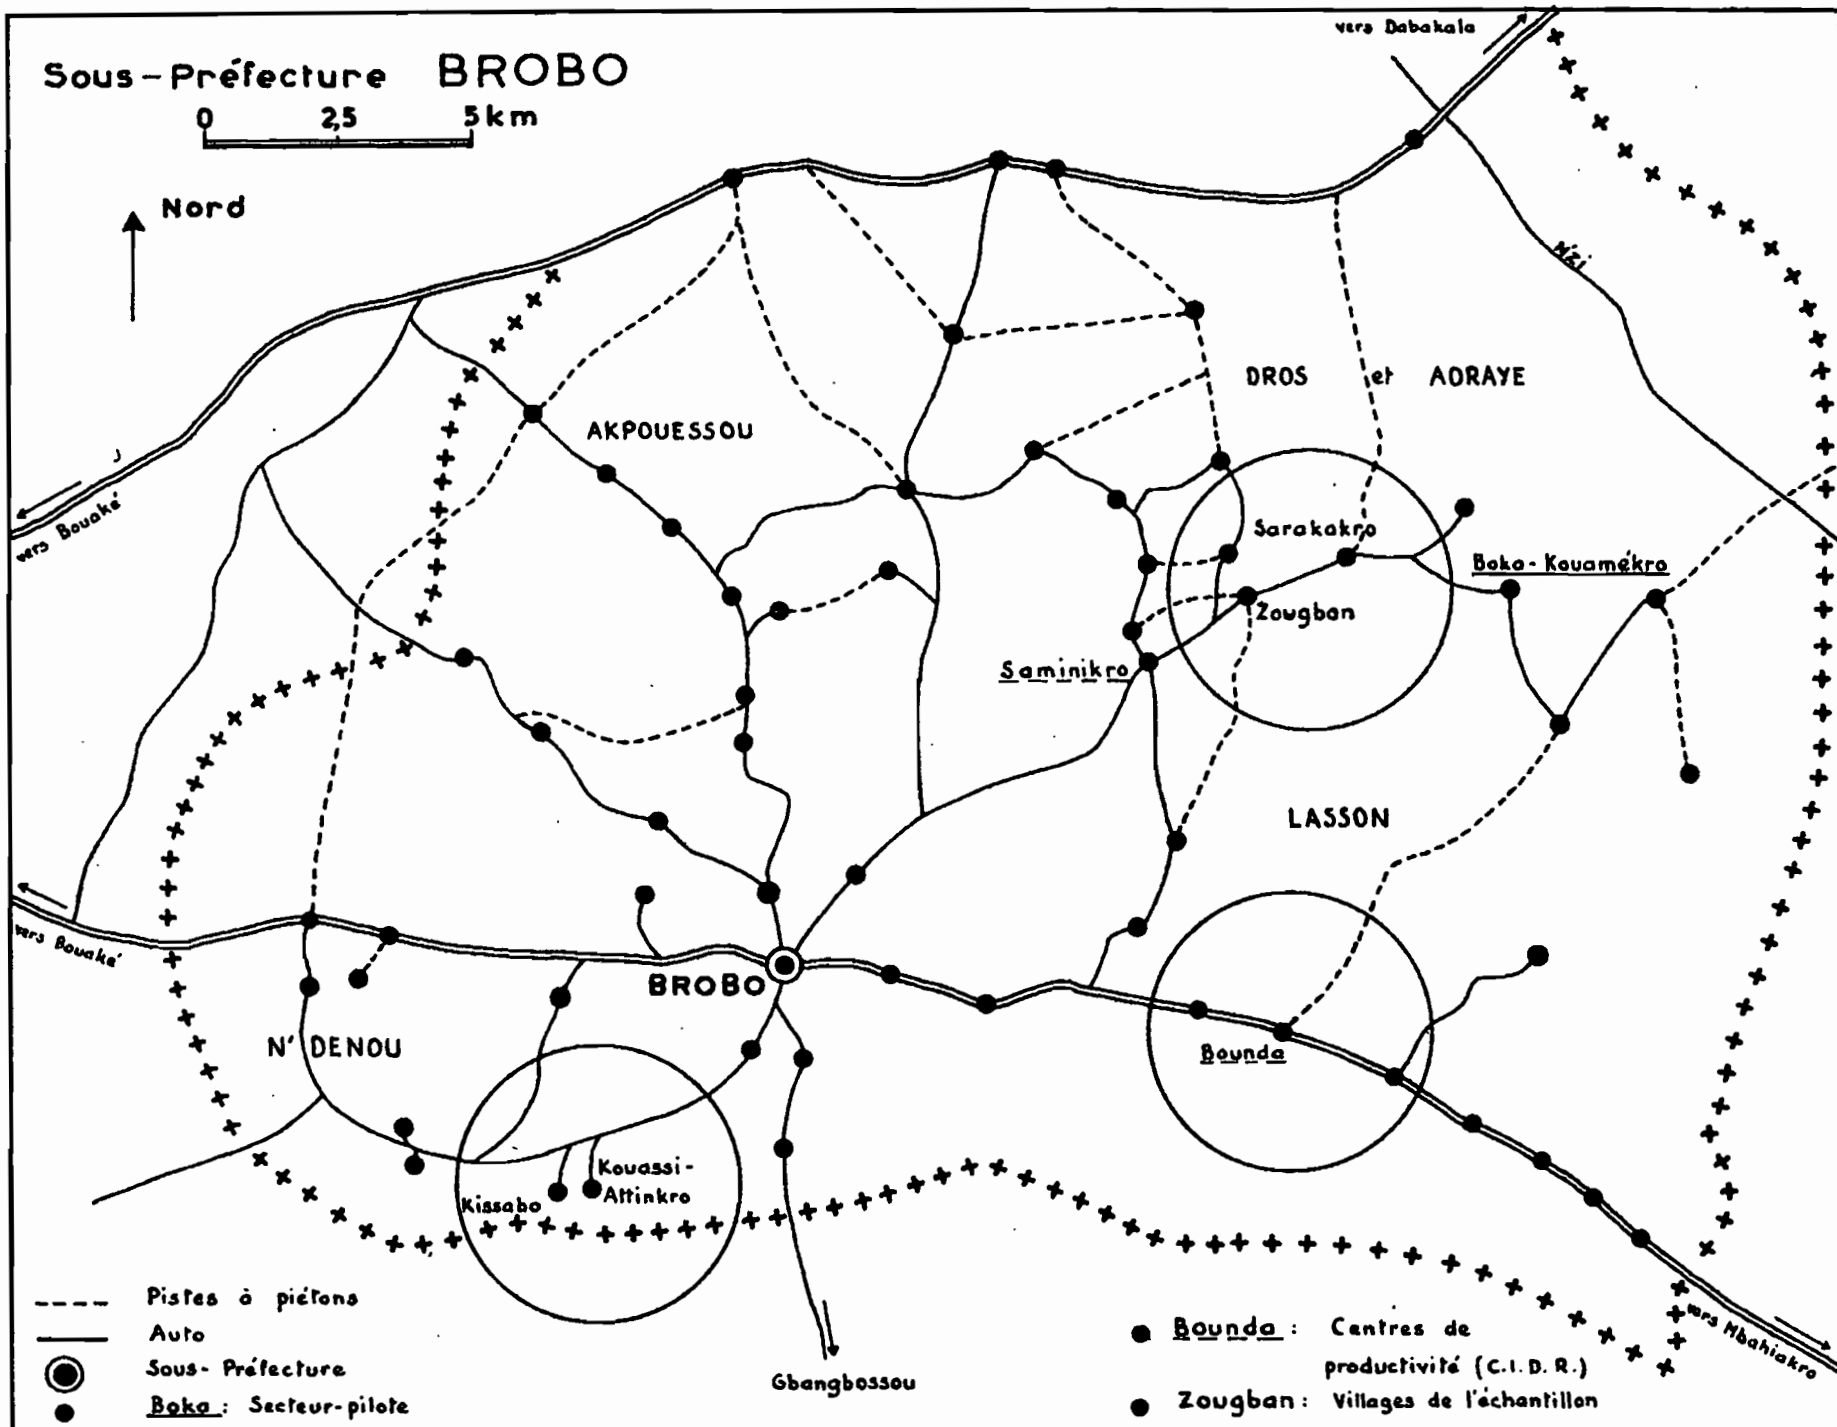 vers Dabakala
Sous-Préfecture BROBO
0 2,5 5km
Nord
N'Zi
DROS et AORAYE
AKPOUESSOU
vers Bouaké
Sarakakro
Boka-Kouamékro
Zougban
Saminikro
LASSON
vers Bouaké
BROBO
N'DENOU
Bounda
Kouassi-
Attinkro
Kissabo
Pistes à piétons
Auto
Sous-Préfecture
Boka : Secteur-pilote
Gbangbossou
Bounda : Centres de
productivité (C.I.D.R.)
Zougban : Villages de l'échantillon
vers Mbahiakro